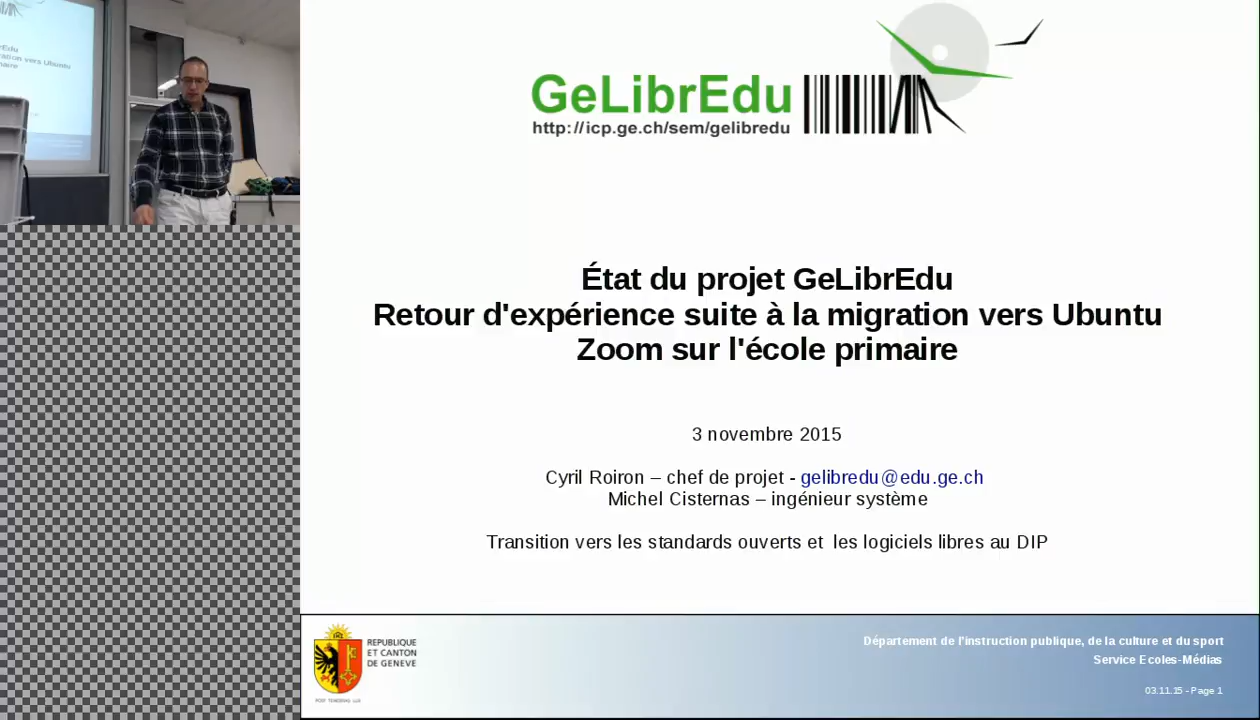 GeLibrEdu
http://icp.ge.ch/sem/gelibredu
État du projet GeLibrEdu
Retour d'expérience suite à la migration vers Ubuntu
Zoom sur l'école primaire
3 novembre 2015
Cyril Roiron – chef de projet - gelibredu@edu.ge.ch
Michel Cisternas – ingénieur système
Transition vers les standards ouverts et les logiciels libres au DIP
REPUBLIQUE
ET CANTON
DE GENEVE
POST TENEBRAS LUX
Département de l'instruction publique, de la culture et du sport
Service Ecoles-Médias
03.11.15 - Page 1